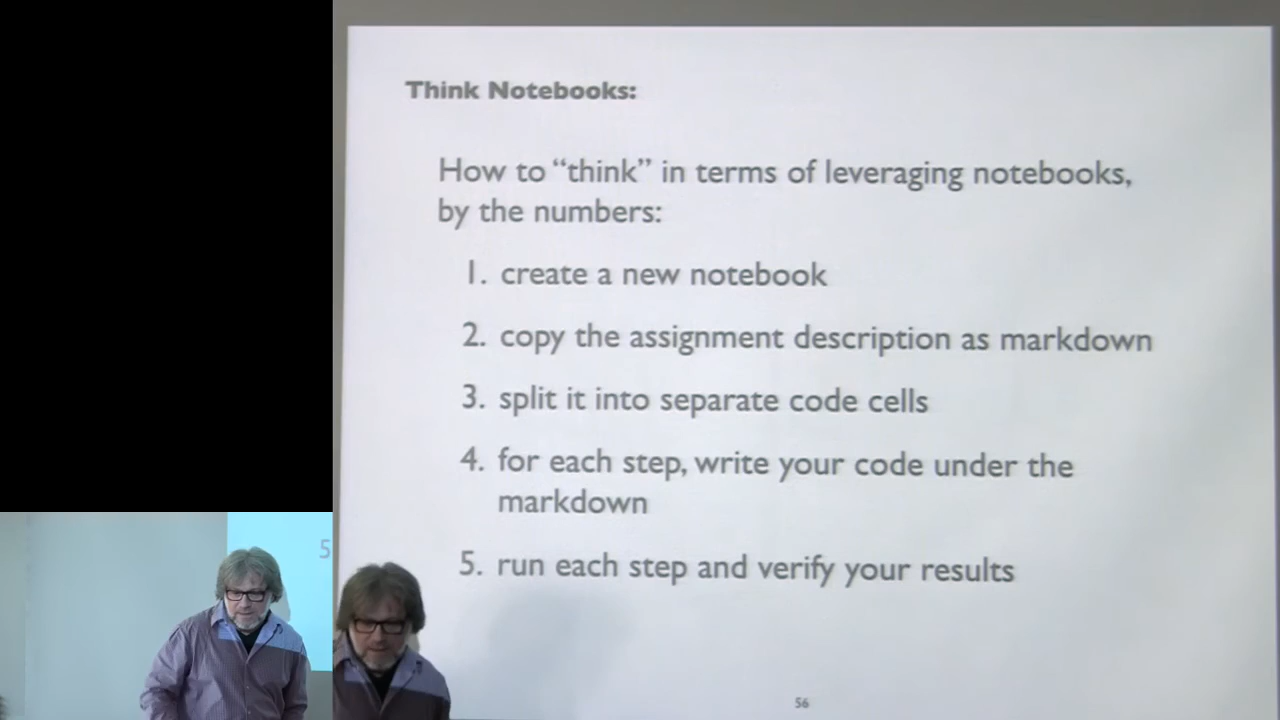 Think Notebooks:
How to “think” in terms of leveraging notebooks,
by the numbers:
1. create a new notebook
2. copy the assignment description as markdown
3. split it into separate code cells
4. for each step, write your code under the
markdown
5. run each step and verify your results
56
5